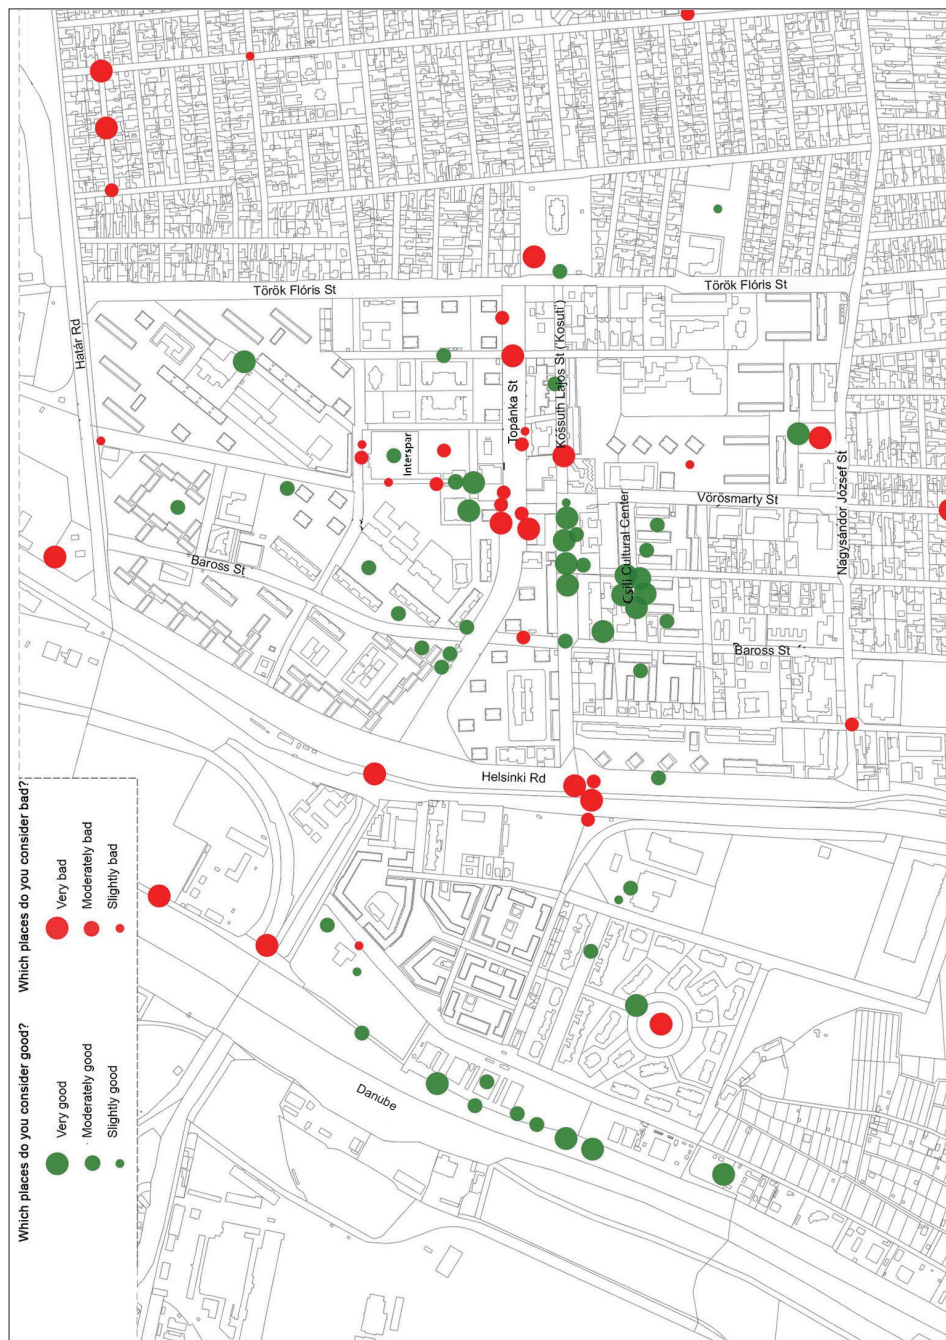 Which places do you consider good?
Very good
Moderately good
Slightly good
Which places do you consider bad?
Very bad
Moderately bad
Slightly bad
Határ Rd
Török Flóris St
Török Flóris St
Topánka St
Kossuth Lajos St ('Kosuti')
Interspar
Vörösmarty St
Nagysándor József St
Csili Cultural Center
Baross St
Baross St
Helsinki Rd
Danube